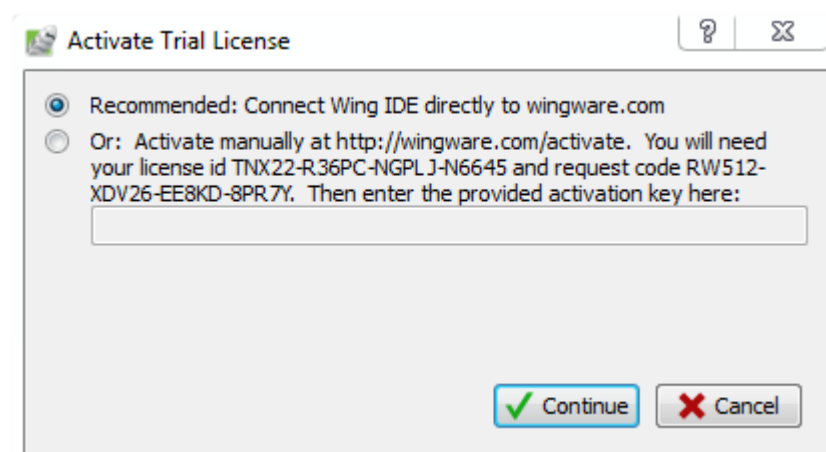 Activate Trial License
Recommended: Connect Wing IDE directly to wingware.com
Or: Activate manually at http://wingware.com/activate. You will need
your license id TNX22-R36PC-NGPLJ-N6645 and request code RW512-
XDV26-EE8KD-8PR7Y. Then enter the provided activation key here:
Continue
Cancel